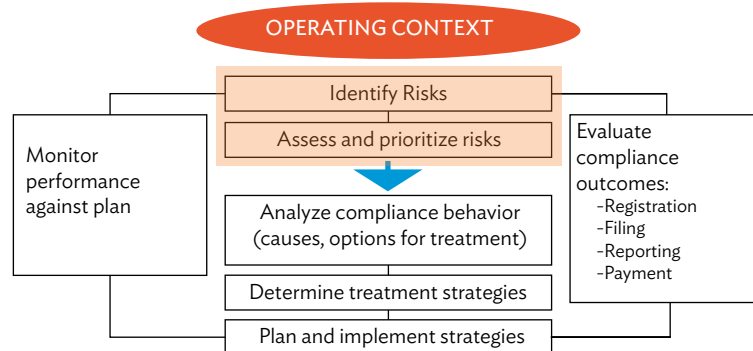 OPERATING CONTEXT
Identify Risks
Assess and prioritize risks
Monitor
performance
against plan
Evaluate
compliance
outcomes:
-Registration
-Filing
-Reporting
-Payment
Analyze compliance behavior
(causes, options for treatment)
Determine treatment strategies
Plan and implement strategies